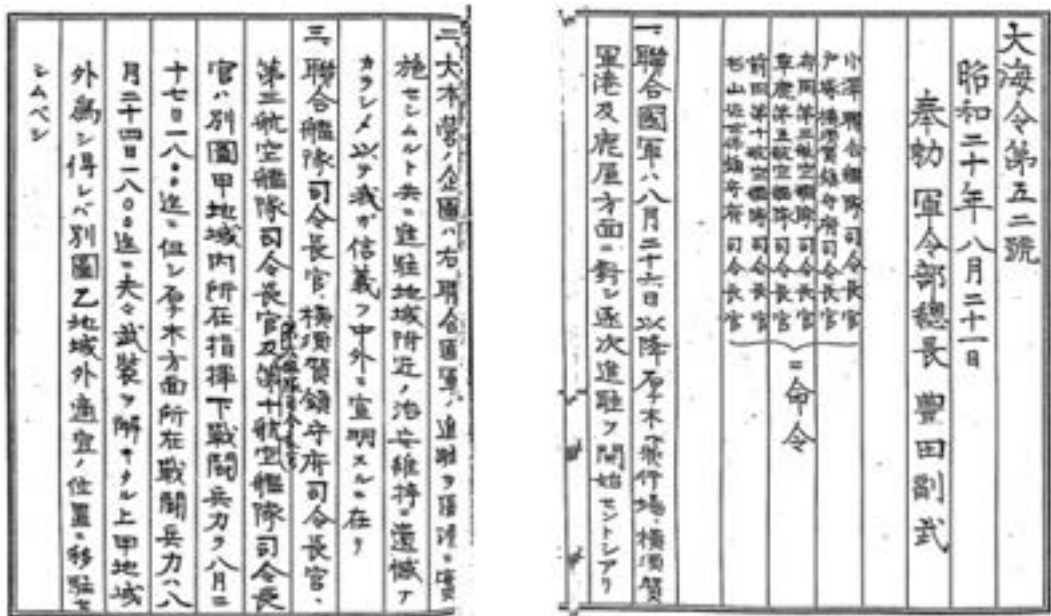 大海令第五二號
昭和二十年八月二十一日
奉勅 軍令部總長 豊田副武
小澤聯合艦隊司令長官
戸塚横須賀鎮守府司令長官
寺岡第三航空艦隊司令長官
草鹿第五航空艦隊司令長官
前田第十航空艦隊司令長官
杉山佐世保鎮守府司令長官
ニ命令
一、聯合國軍ハ八月二十六日以降厚木飛行場、横須賀
軍港及鹿屋方面ニ對シ逐次進駐ヲ開始セントシアリ
二、大本營ノ企圖ハ右聯合國軍ノ進駐ヲ圓滑ニ實
施セシムルト共ニ進駐地域附近ノ治安維持ニ遺憾ナ
カラシメ以テ我ガ信義ヲ中外ニ宣明スルニ在リ
三、聯合艦隊司令長官、横須賀鎮守府司令長官、
第三航空艦隊司令長官及第十航空艦隊司令長
官ハ別圖甲地域内所在指揮下戰闘兵力ヲ八月二
十七日一八〇〇迄ニ但シ厚木方面所在戰闘兵力ハ八
月二十四日一八〇〇迄ニ夫々武裝ヲ解キタル上甲地域
外為シ得レバ別圖乙地域外適宜ノ位置ニ移駐セ
シムベシ